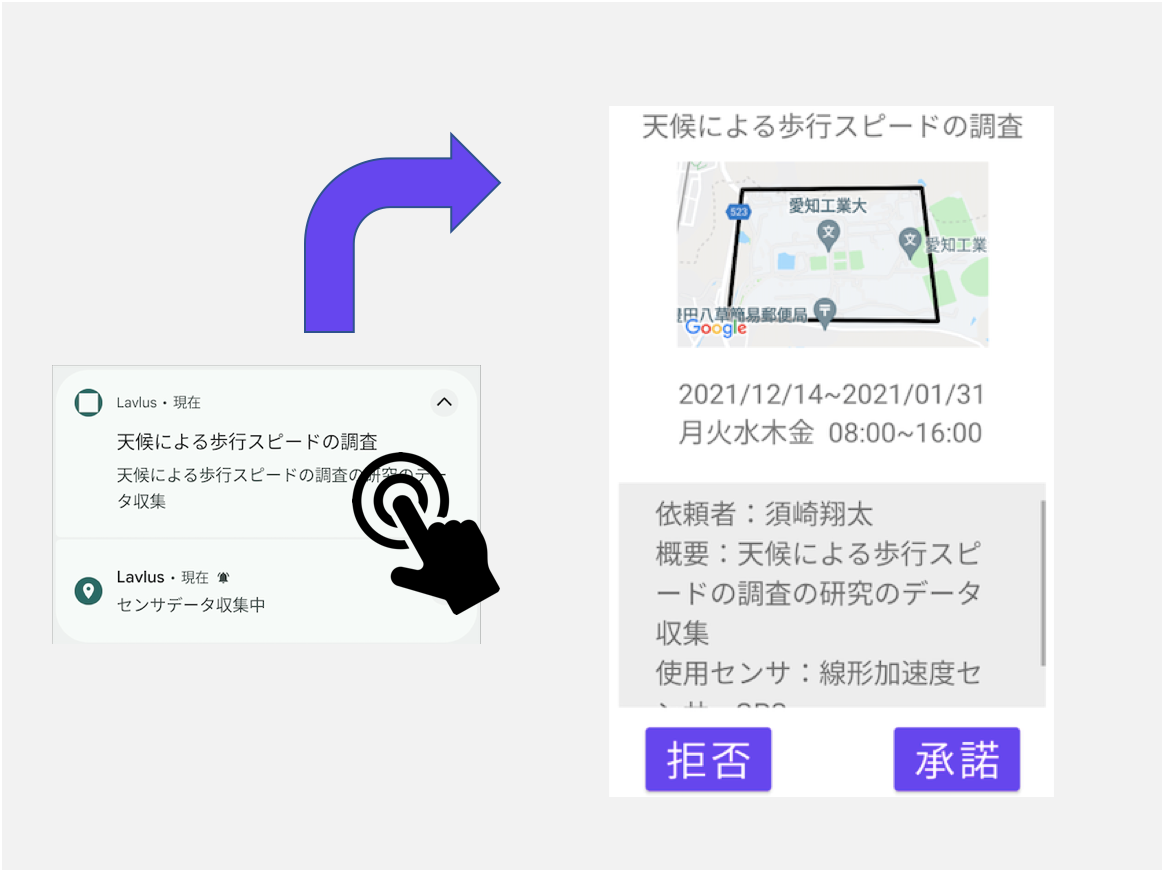 Lavlus・現在
天候による歩行スピードの調査
天候による歩行スピードの調査の研究のデー
タ収集
Lavlus・現在
センサデータ収集中
天候による歩行スピードの調査
523
愛知工業大
愛知工業
豊田八草簡易郵便局
Google
2021/12/14~2021/01/31
月火水木金 08:00~16:00
依頼者：須崎翔太
概要：天候による歩行スピ
ードの調査の研究のデータ
収集
使用センサ：線形加速度セ
拒否
承諾